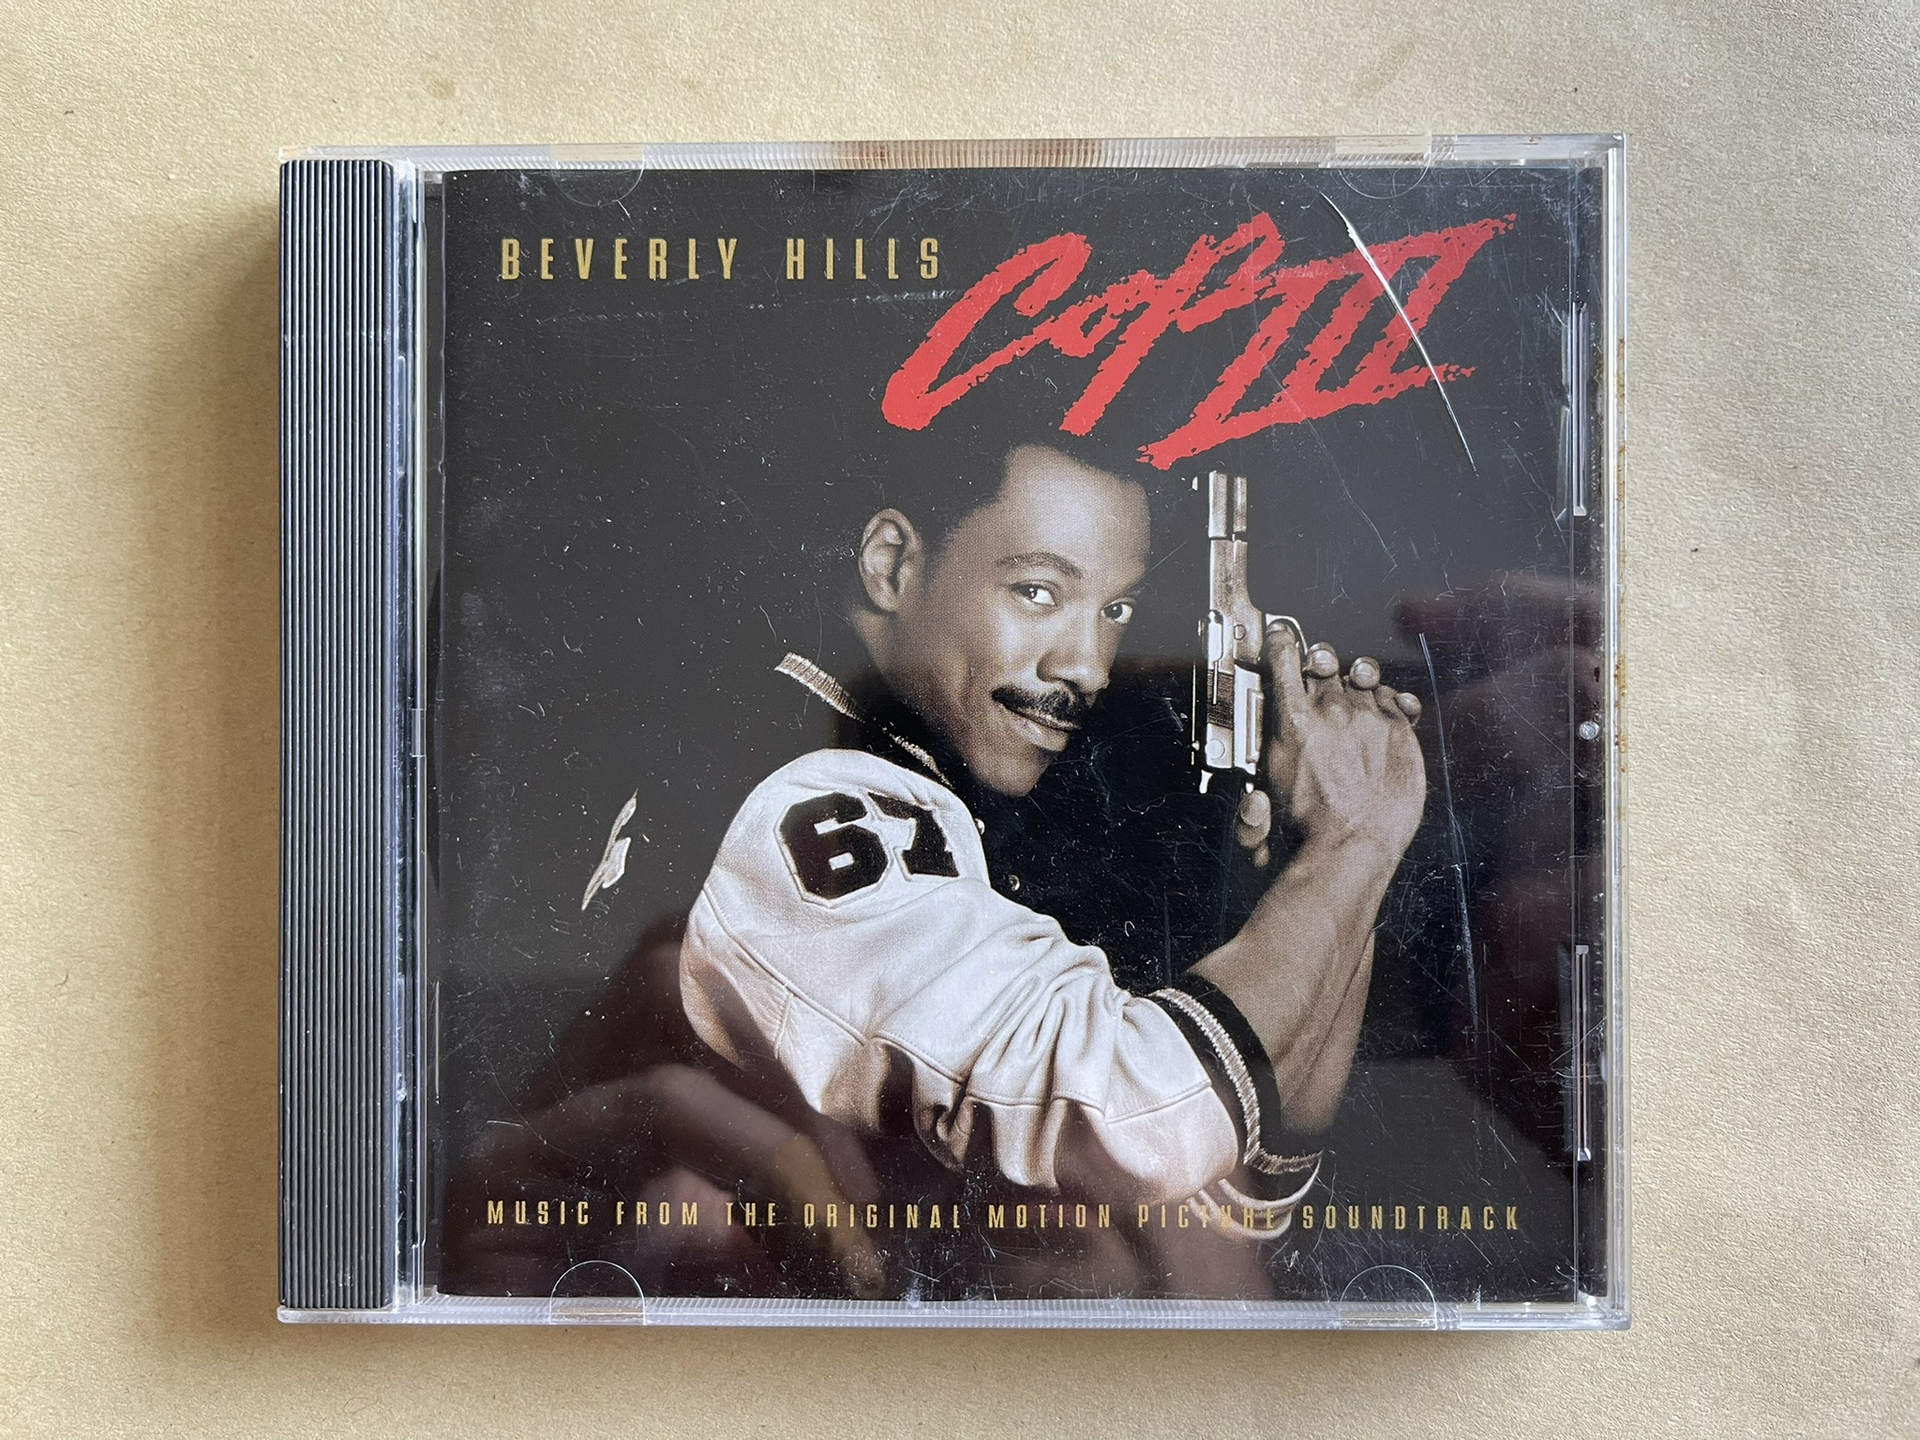 BEVERLY HILLS
COP III
67
MUSIC FROM THE ORIGINAL MOTION PICTURE SOUNDTRACK